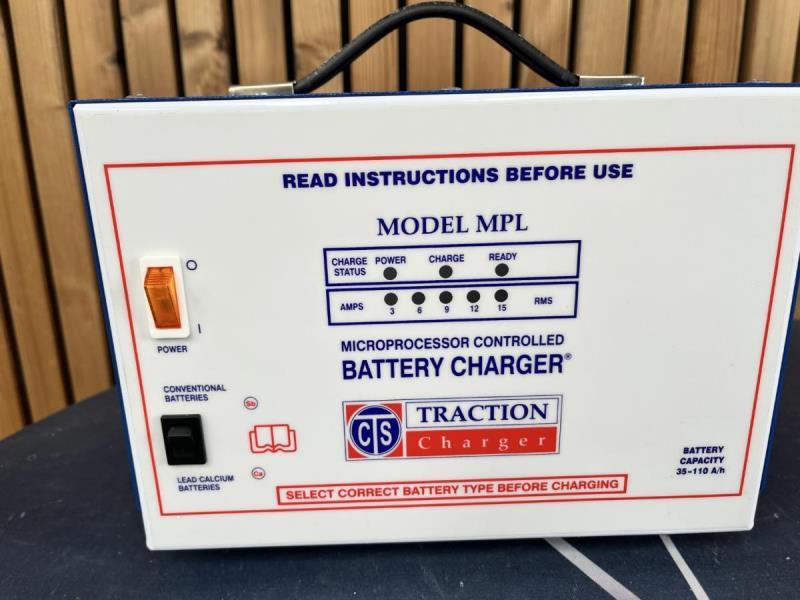 READ INSTRUCTIONS BEFORE USE
MODEL MPL
CHARGE STATUS POWER CHARGE READY
AMPS 3 6 9 12 15 RMS
MICROPROCESSOR CONTROLLED
BATTERY CHARGER®
CTS TRACTION
Charger
O
I
POWER
CONVENTIONAL
BATTERIES
Sb
Ca
LEAD CALCIUM
BATTERIES
BATTERY
CAPACITY
35-110 A/h
SELECT CORRECT BATTERY TYPE BEFORE CHARGING